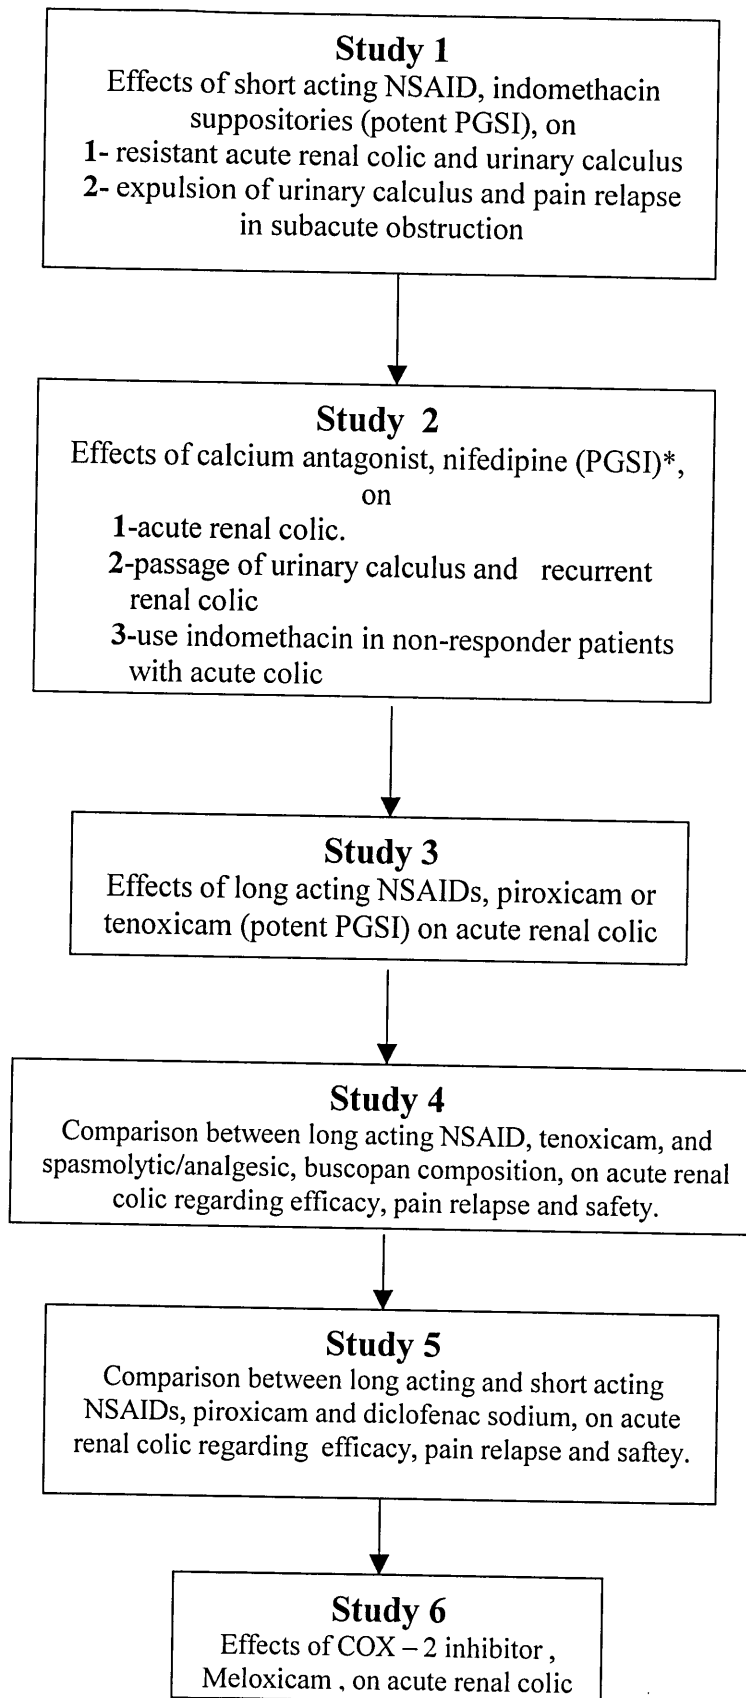 Study 1
Effects of short acting NSAID, indomethacin
suppositories (potent PGSI), on
1- resistant acute renal colic and urinary calculus
2- expulsion of urinary calculus and pain relapse
in subacute obstruction
Study 2
Effects of calcium antagonist, nifedipine (PGSI)*,
on
1-acute renal colic.
2-passage of urinary calculus and recurrent
renal colic
3-use indomethacin in non-responder patients
with acute colic
Study 3
Effects of long acting NSAIDs, piroxicam or
tenoxicam (potent PGSI) on acute renal colic
Study 4
Comparison between long acting NSAID, tenoxicam, and
spasmolytic/analgesic, buscopan composition, on acute renal
colic regarding efficacy, pain relapse and safety.
Study 5
Comparison between long acting and short acting
NSAIDs, piroxicam and diclofenac sodium, on acute
renal colic regarding efficacy, pain relapse and saftey.
Study 6
Effects of COX – 2 inhibitor ,
Meloxicam , on acute renal colic